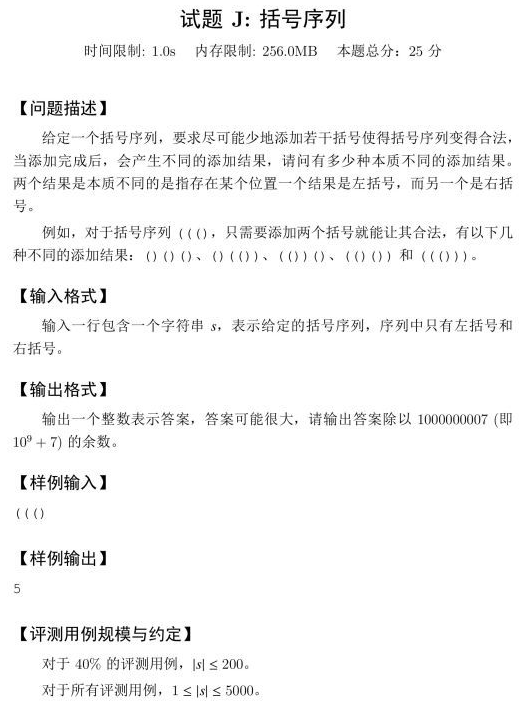 试题 J: 括号序列
时间限制: 1.0s 内存限制: 256.0MB 本题总分：25 分
【问题描述】
给定一个括号序列，要求尽可能少地添加若干括号使得括号序列变得合法，
当添加完成后，会产生不同的添加结果，请问有多少种本质不同的添加结果。
两个结果是本质不同的是指存在某个位置一个结果是左括号，而另一个是右括
号。
例如，对于括号序列 ((()，只需要添加两个括号就能让其合法，有以下几
种不同的添加结果：()()()、()(())、(())()、(()()) 和 ((()))。
【输入格式】
输入一行包含一个字符串 s，表示给定的括号序列，序列中只有左括号和
右括号。
【输出格式】
输出一个整数表示答案，答案可能很大，请输出答案除以 1000000007 (即
10⁹ + 7) 的余数。
【样例输入】
((()
【样例输出】
5
【评测用例规模与约定】
对于 40% 的评测用例，|s| ≤ 200。
对于所有评测用例，1 ≤ |s| ≤ 5000。